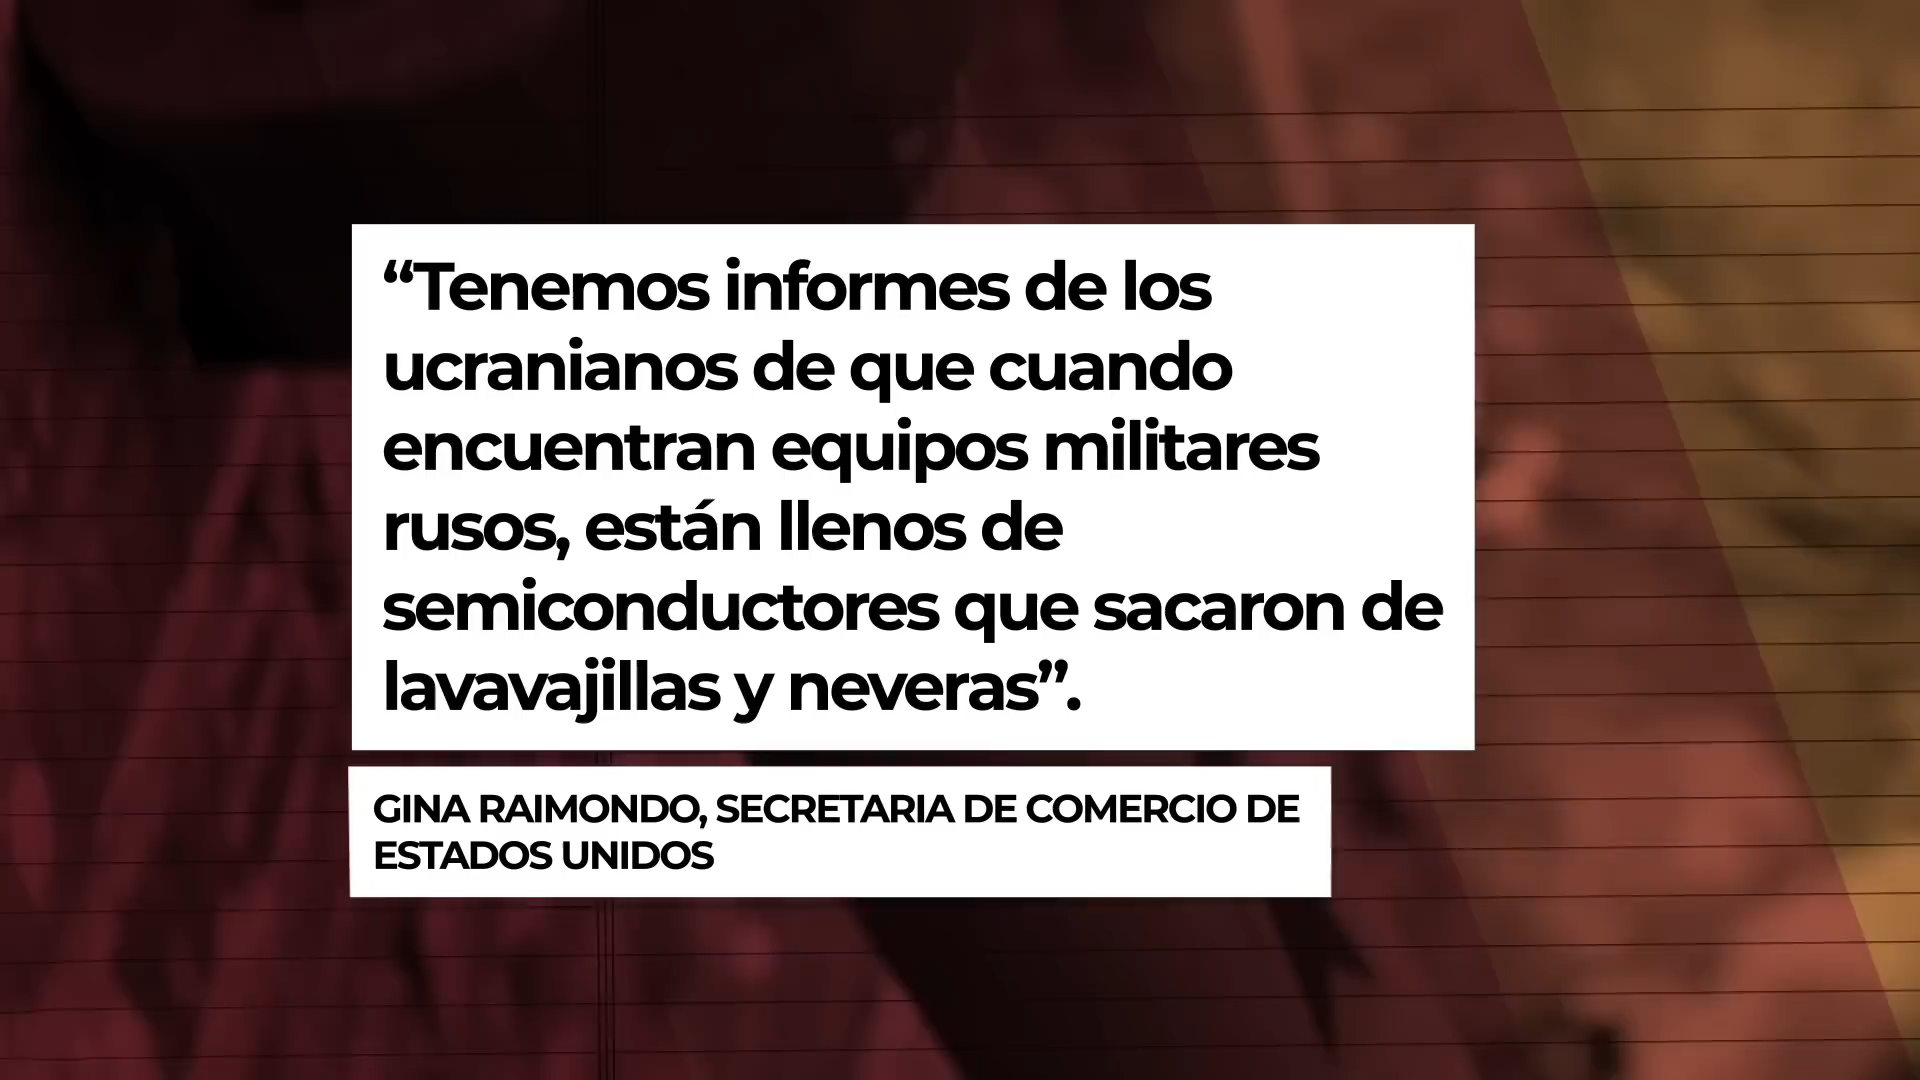 “Tenemos informes de los
ucranianos de que cuando
encuentran equipos militares
rusos, están llenos de
semiconductores que sacaron de
lavavajillas y neveras”.
GINA RAIMONDO, SECRETARIA DE COMERCIO DE
ESTADOS UNIDOS